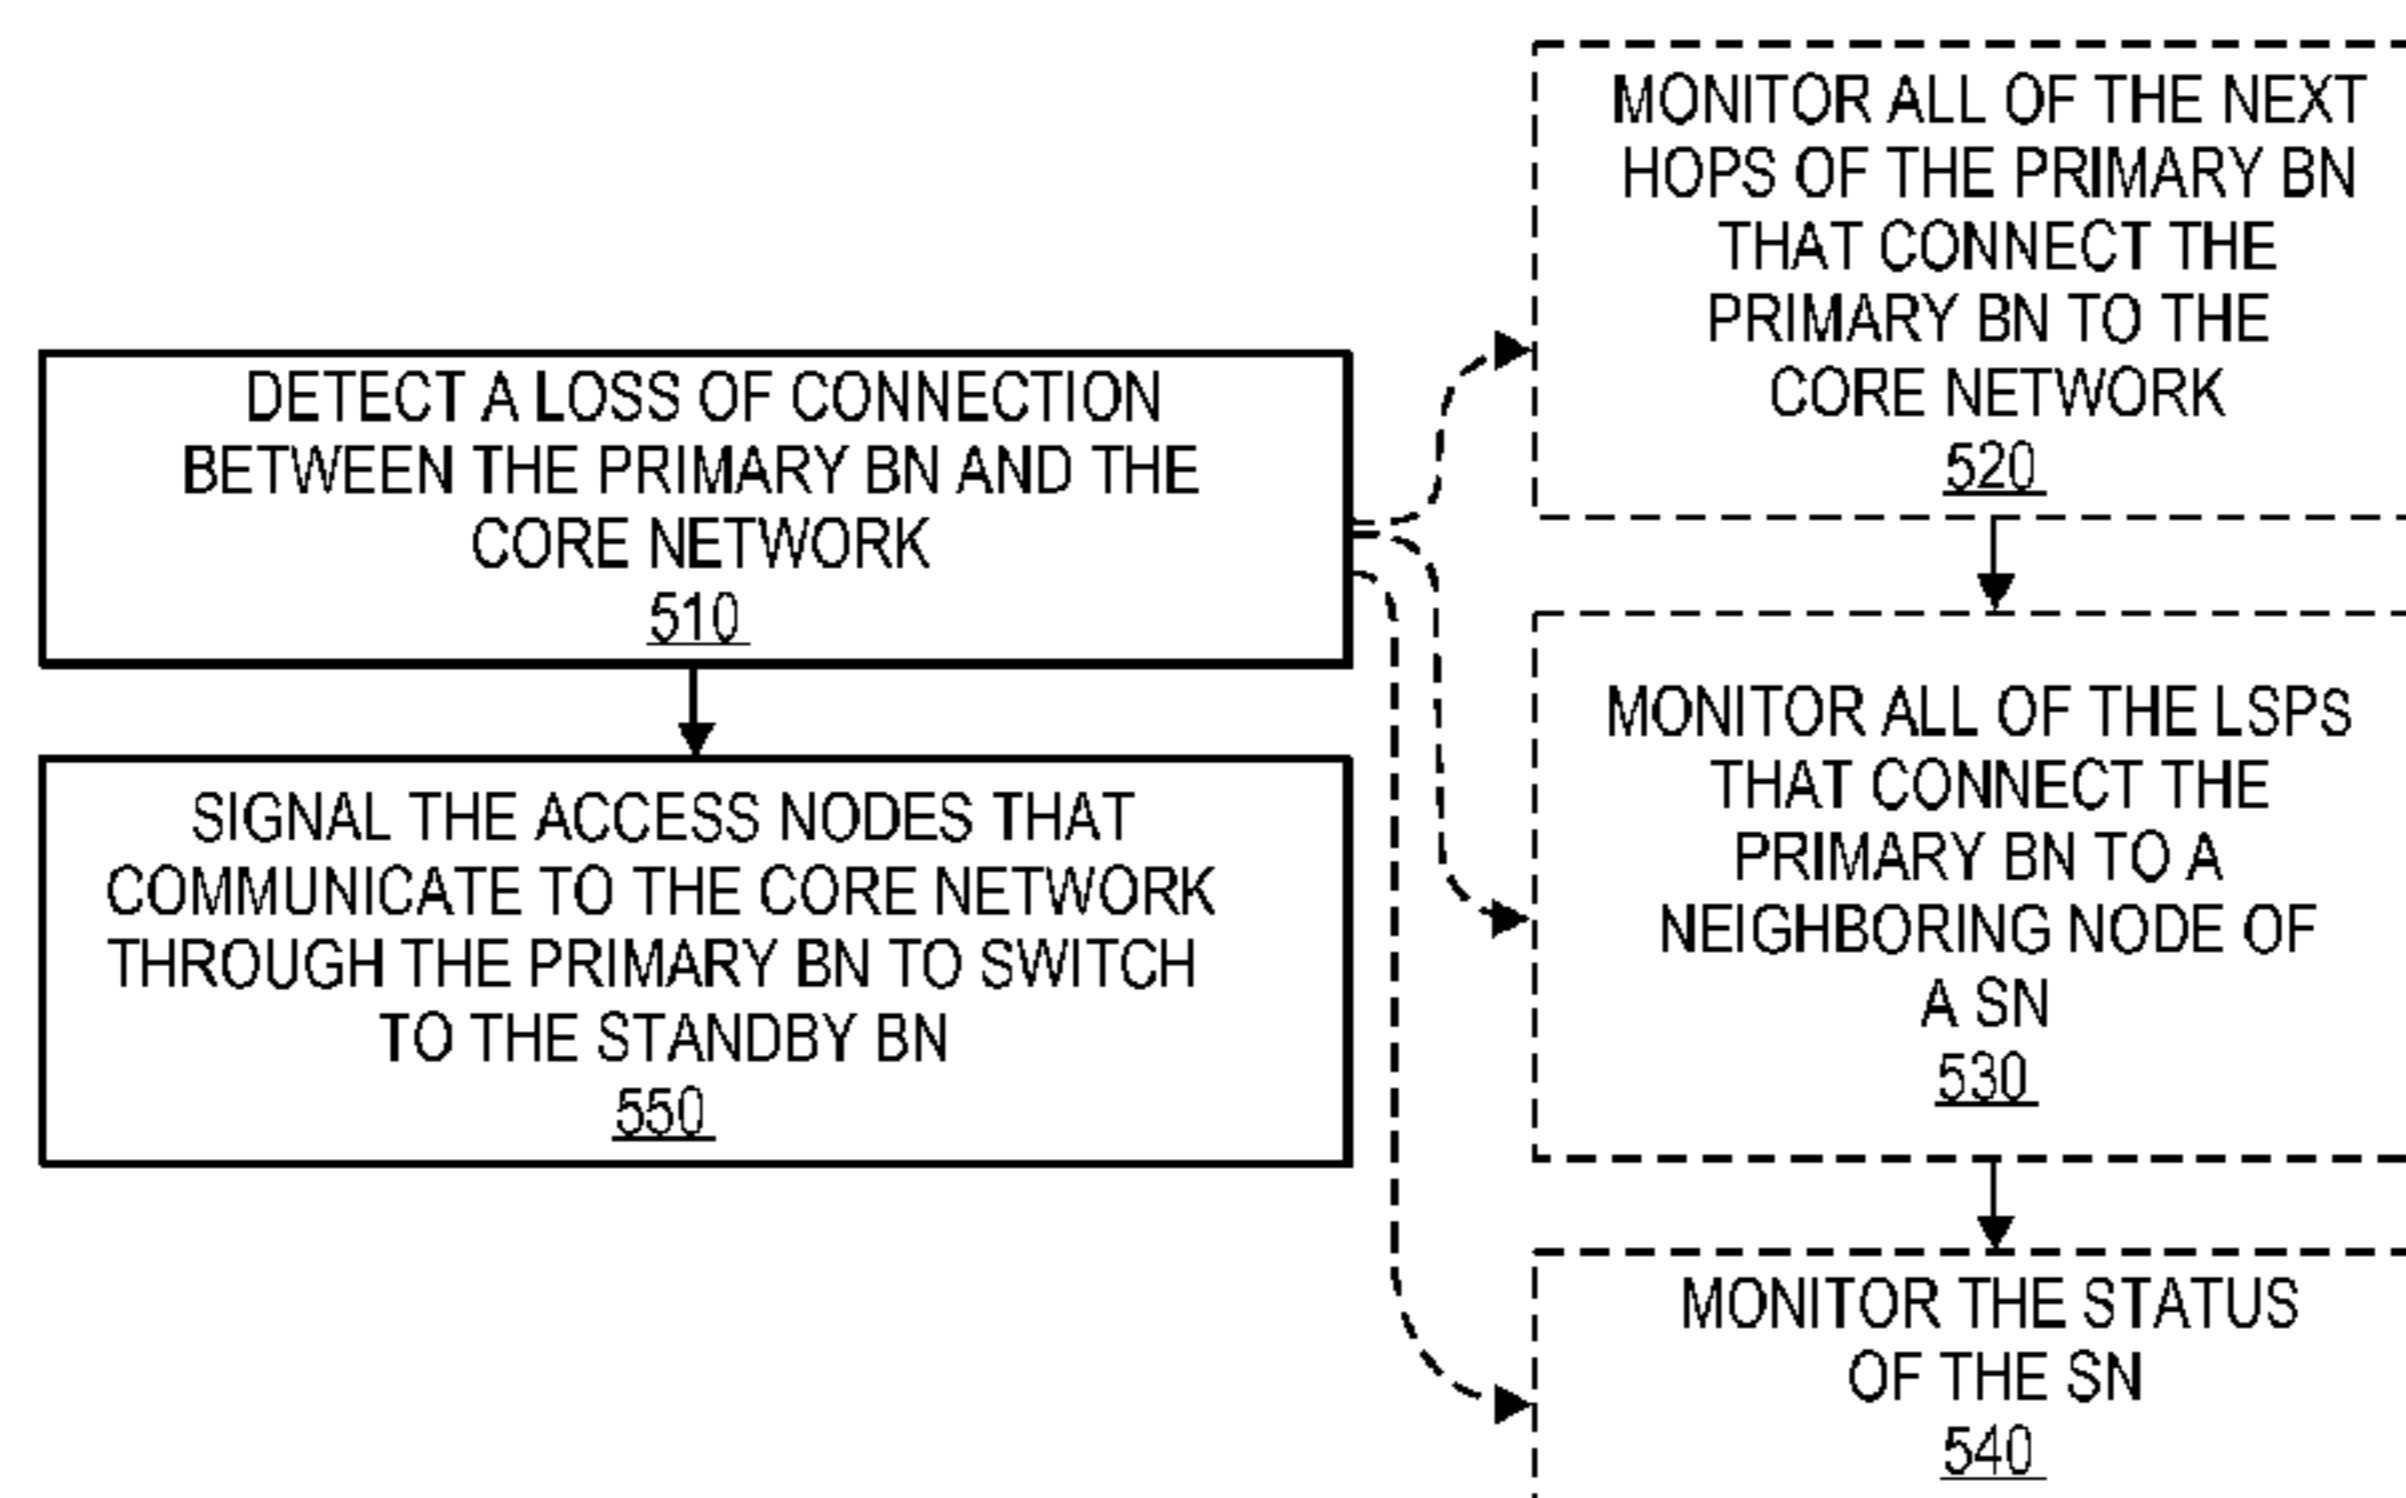 DETECT A LOSS OF CONNECTION
BETWEEN THE PRIMARY BN AND THE
CORE NETWORK
510
SIGNAL THE ACCESS NODES THAT
COMMUNICATE TO THE CORE NETWORK
THROUGH THE PRIMARY BN TO SWITCH
TO THE STANDBY BN
550
MONITOR ALL OF THE NEXT
HOPS OF THE PRIMARY BN
THAT CONNECT THE
PRIMARY BN TO THE
CORE NETWORK
520
MONITOR ALL OF THE LSPS
THAT CONNECT THE
PRIMARY BN TO A
NEIGHBORING NODE OF
A SN
530
MONITOR THE STATUS
OF THE SN
540